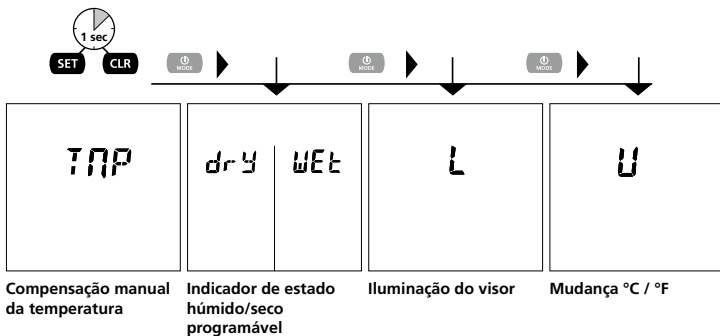 1 sec
SET CLR
MODE MODE MODE
TMP dry WEt L U
Compensação manual da temperatura
Indicador de estado húmido/seco programável
Iluminação do visor
Mudança °C / °F